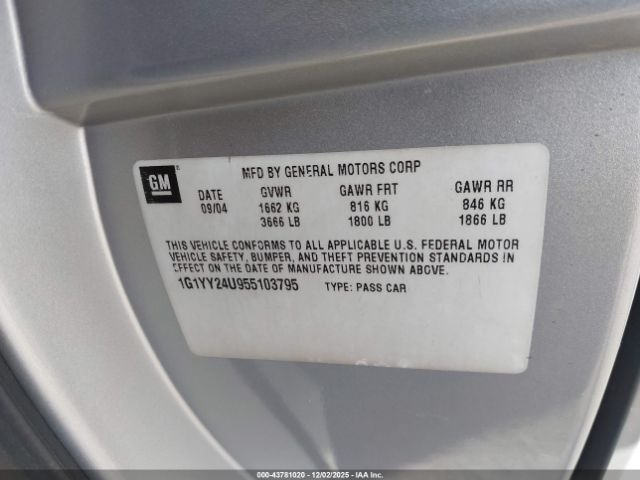 GM ®
MFD BY GENERAL MOTORS CORP
DATE GVWR GAWR FRT GAWR RR
09/04 1662 KG 816 KG 846 KG
3666 LB 1800 LB 1866 LB
THIS VEHICLE CONFORMS TO ALL APPLICABLE U.S. FEDERAL MOTOR
VEHICLE SAFETY, BUMPER, AND THEFT PREVENTION STANDARDS IN
EFFECT ON THE DATE OF MANUFACTURE SHOWN ABOVE.
1G1YY24U955103795 TYPE: PASS CAR
000-43781020 12/02/2025 IAA HOLDINGS, LLC